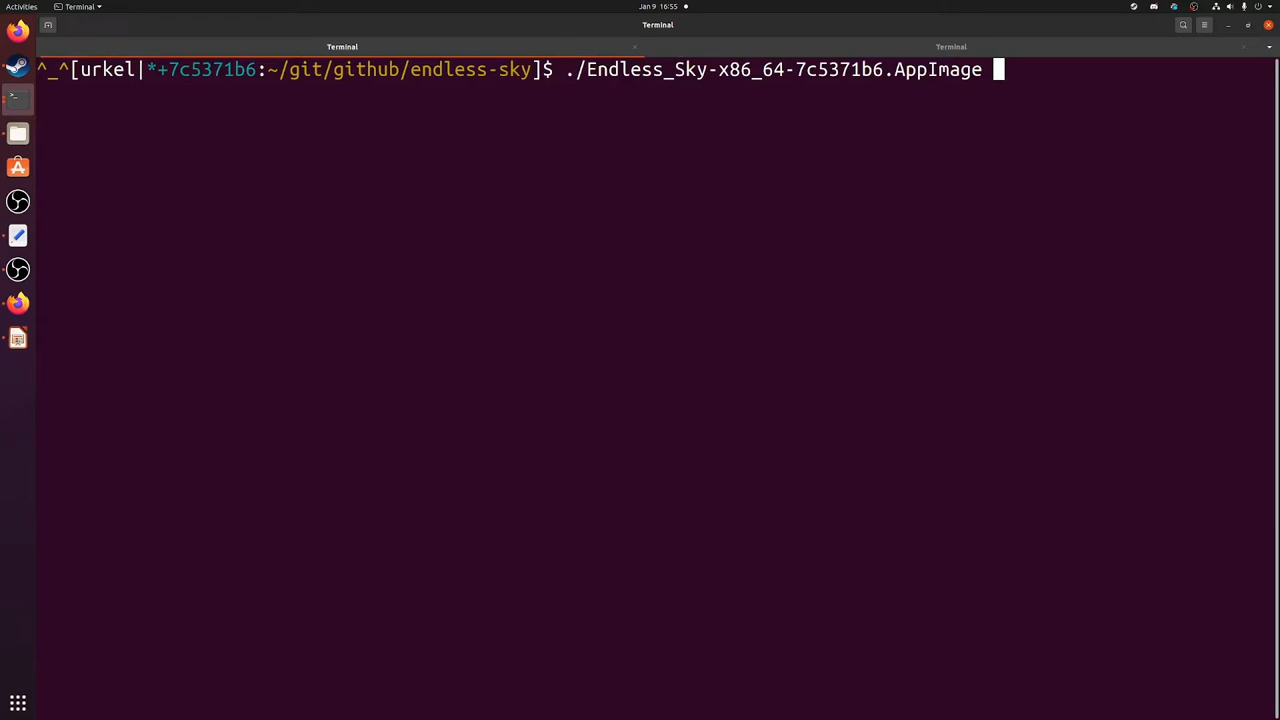 Activities
Terminal
Jan 9 16:55
Terminal
Terminal
Terminal
^_^[urkel|*+7c5371b6:~/git/github/endless-sky]$ ./Endless_Sky-x86_64-7c5371b6.AppImage